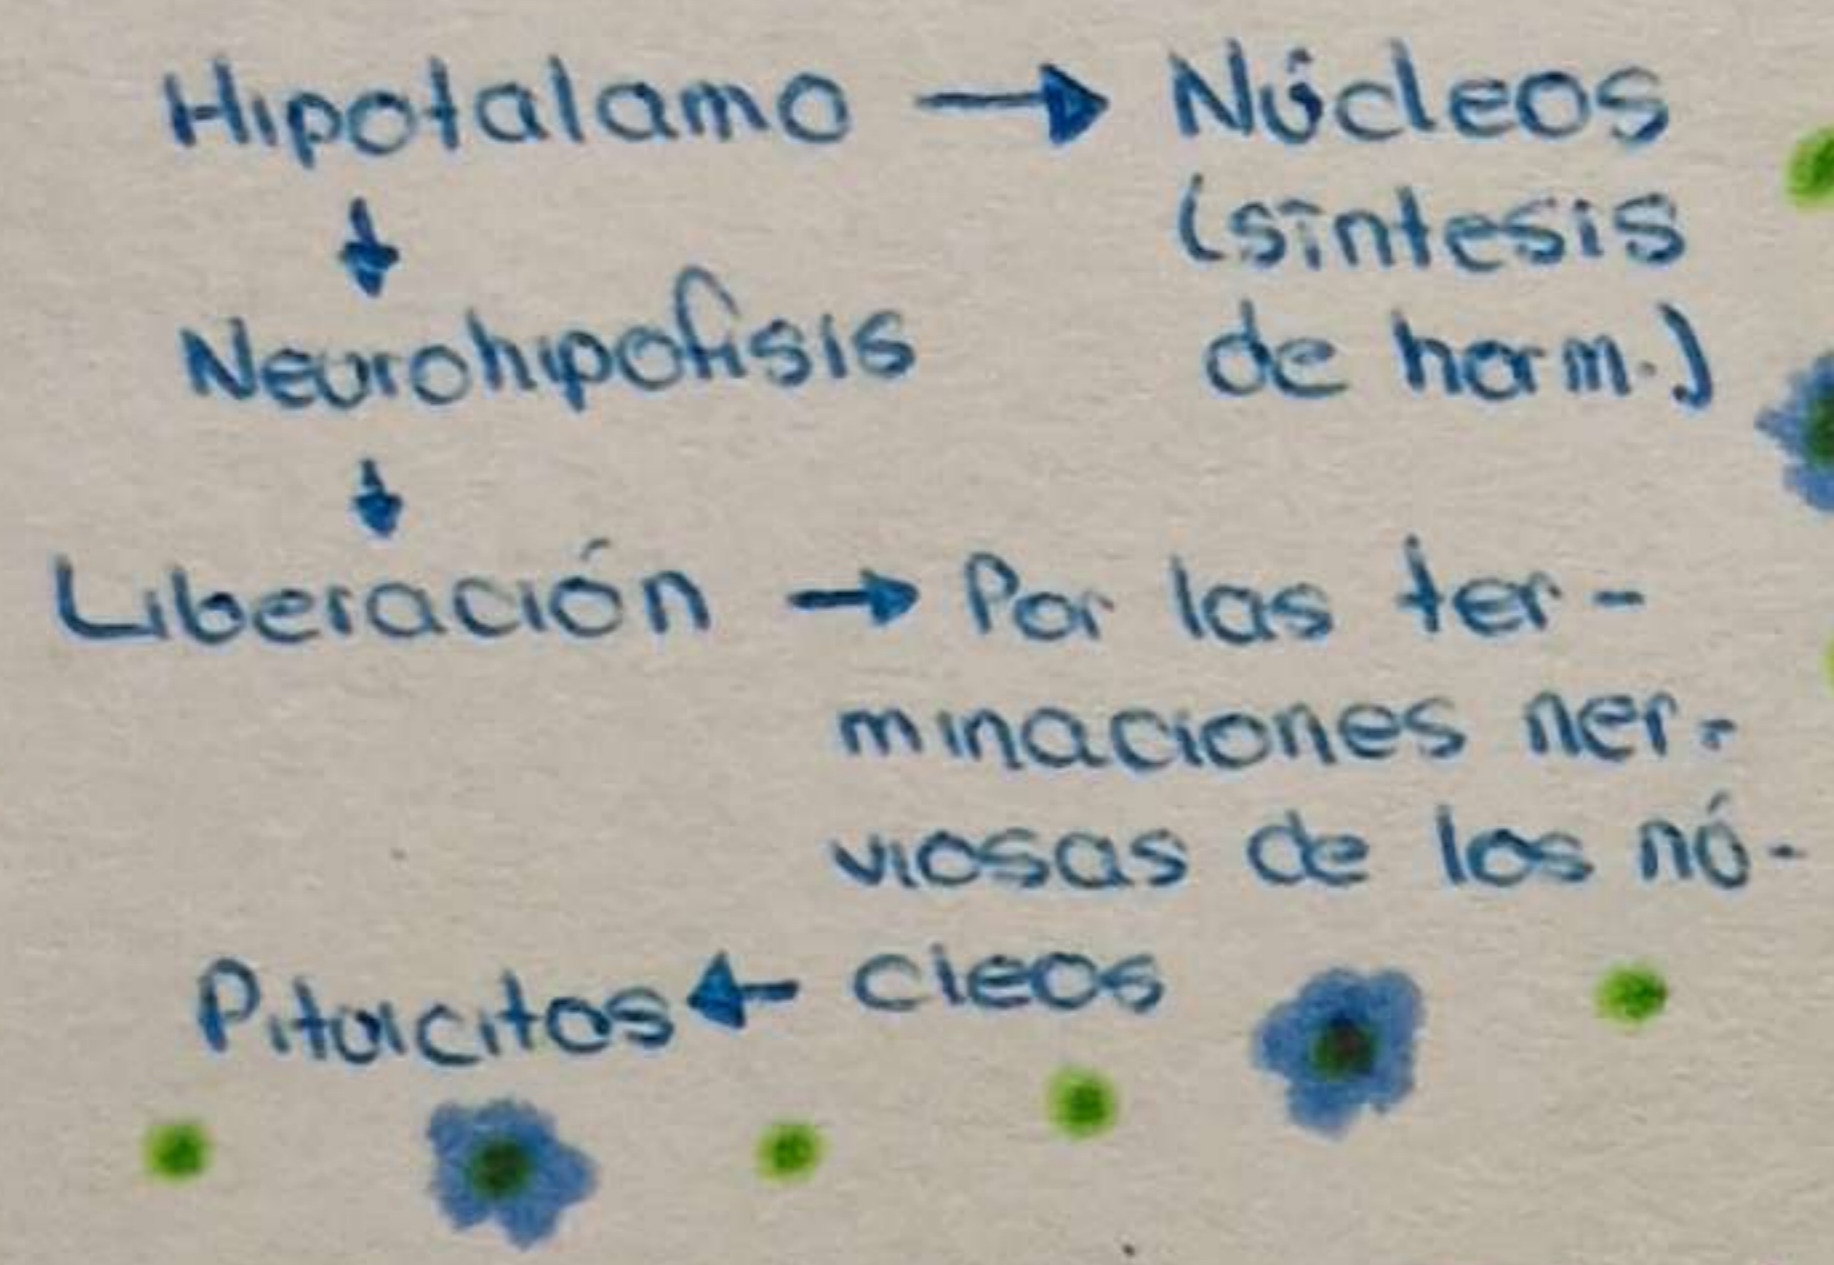 Hipotalamo → Núcleos
(síntesis
de horm.)
↓
Neurohipofisis
↓
Liberación → Por las ter-
minaciones ner-
viosas de los nú-
cleos
Pituicitos ←